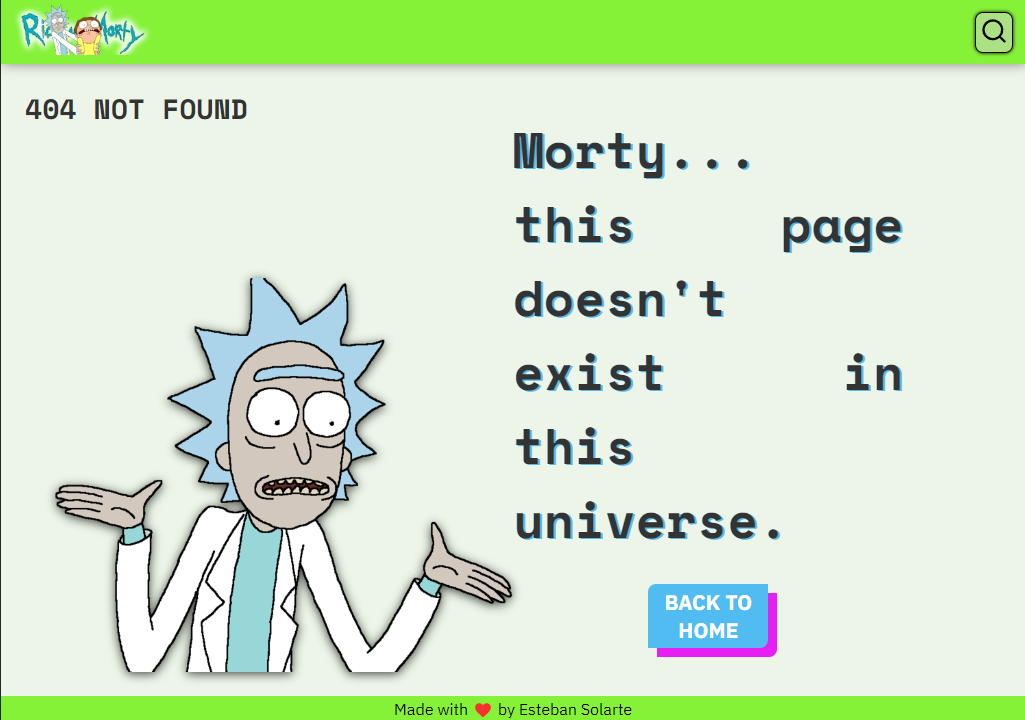 Rick Morty
404 NOT FOUND
Morty...
this page
doesn't
exist in
this
universe.
BACK TO
HOME
Made with ❤ by Esteban Solarte